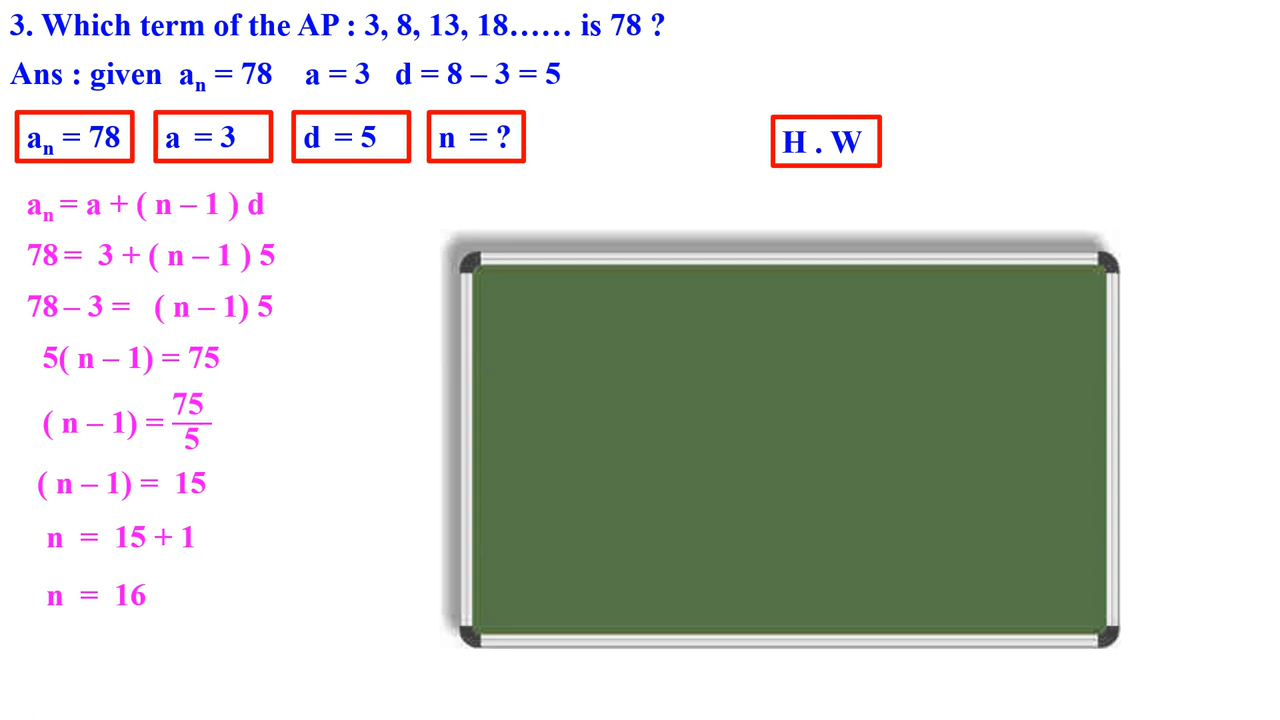 3. Which term of the AP : 3, 8, 13, 18…… is 78 ?
Ans : given aₙ = 78 a = 3 d = 8 – 3 = 5
aₙ = 78 a = 3 d = 5 n = ? H . W
aₙ = a + ( n – 1 ) d
78 = 3 + ( n – 1 ) 5
78 – 3 = ( n – 1) 5
5( n – 1) = 75
( n – 1) = 75/5
( n – 1) = 15
n = 15 + 1
n = 16